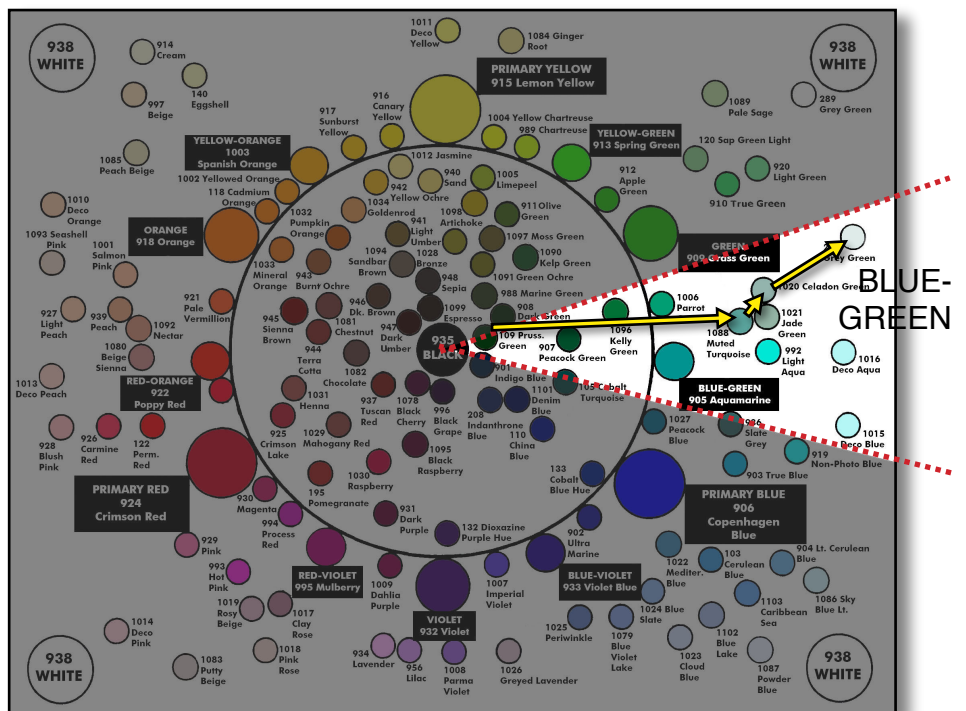 938
WHITE
914
Cream
140
Eggshell
997
Beige
1085
Peach Beige
1011
Deco
Yellow
1084 Ginger
Root
PRIMARY YELLOW
915 Lemon Yellow
916
Canary
Yellow
917
Sunburst
Yellow
1004 Yellow Chartreuse
989 Chartreuse
YELLOW-GREEN
913 Spring Green
1089
Pale Sage
289
Grey Green
938
WHITE
120 Sap Green Light
920
Light Green
910 True Green
YELLOW-ORANGE
1003
Spanish Orange
1002 Yellowed Orange
118 Cadmium
Orange
1012 Jasmine
940
Sand
942
Yellow Ochre
1005
Limepeel
912
Apple
Green
1010
Deco
Orange
1093 Seashell
Pink
1001
Salmon
Pink
ORANGE
918 Orange
1032
Pumpkin
Orange
1034
Goldenrod
941
Light
Umber
1098
Artichoke
911 Olive
Green
1097 Moss Green
1090
Kelp Green
1091 Green Ochre
GREEN
909 Grass Green
Grey Green
1033
Mineral
Orange
943
Burnt Ochre
1094
Sandbar
Brown
1028
Bronze
948
Sepia
988 Marine Green
1020 Celadon Green
BLUE-
GREEN
927
Light
Peach
939
Peach
1092
Nectar
921
Pale
Vermillion
945
Sienna
Brown
946
Dk. Brown
1081
Chestnut
947
Dark
Umber
1099
Espresso
908
Dark Green
109 Pruss.
Green
907
Peacock Green
1096
Kelly
Green
1006
Parrot
1088
Muted
Turquoise
1021
Jade
Green
992
Light
Aqua
1016
Deco Aqua
1080
Beige
Sienna
944
Terra
Cotta
1082
Chocolate
935
BLACK
901
Indigo Blue
105 Cobalt
Turquoise
BLUE-GREEN
905 Aquamarine
1013
Deco Peach
RED-ORANGE
922
Poppy Red
1031
Henna
937
Tuscan
Red
1078
Black
Cherry
996
Black
Grape
208
Indanthrone
Blue
1101
Denim
Blue
110
China
Blue
1027
Peacock
Blue
936
Slate
Grey
1015
Deco Blue
919
Non-Photo Blue
903 True Blue
928
Blush
Pink
926
Carmine
Red
122
Perm.
Red
925
Crimson
Lake
1029
Mahogany Red
1095
Black
Raspberry
1030
Raspberry
195
Pomegranate
133
Cobalt
Blue Hue
PRIMARY RED
924
Crimson Red
930
Magenta
994
Process
Red
931
Dark
Purple
132 Dioxazine
Purple Hue
902
Ultra
Marine
PRIMARY BLUE
906
Copenhagen
Blue
929
Pink
993
Hot
Pink
RED-VIOLET
995 Mulberry
1009
Dahlia
Purple
1007
Imperial
Violet
BLUE-VIOLET
933 Violet Blue
1022
Mediter.
Blue
103
Cerulean
Blue
904 Lt. Cerulean
Blue
1086 Sky
Blue Lt.
1019
Rosy
Beige
1017
Clay
Rose
VIOLET
932 Violet
1025
Periwinkle
1024 Blue
Slate
1079
Blue
Violet
Lake
1103
Caribbean
Sea
1102
Blue
Lake
1014
Deco
Pink
1018
Pink
Rose
1083
Putty
Beige
934
Lavender
956
Lilac
1008
Parma
Violet
1026
Greyed Lavender
1023
Cloud
Blue
1087
Powder
Blue
938
WHITE
938
WHITE